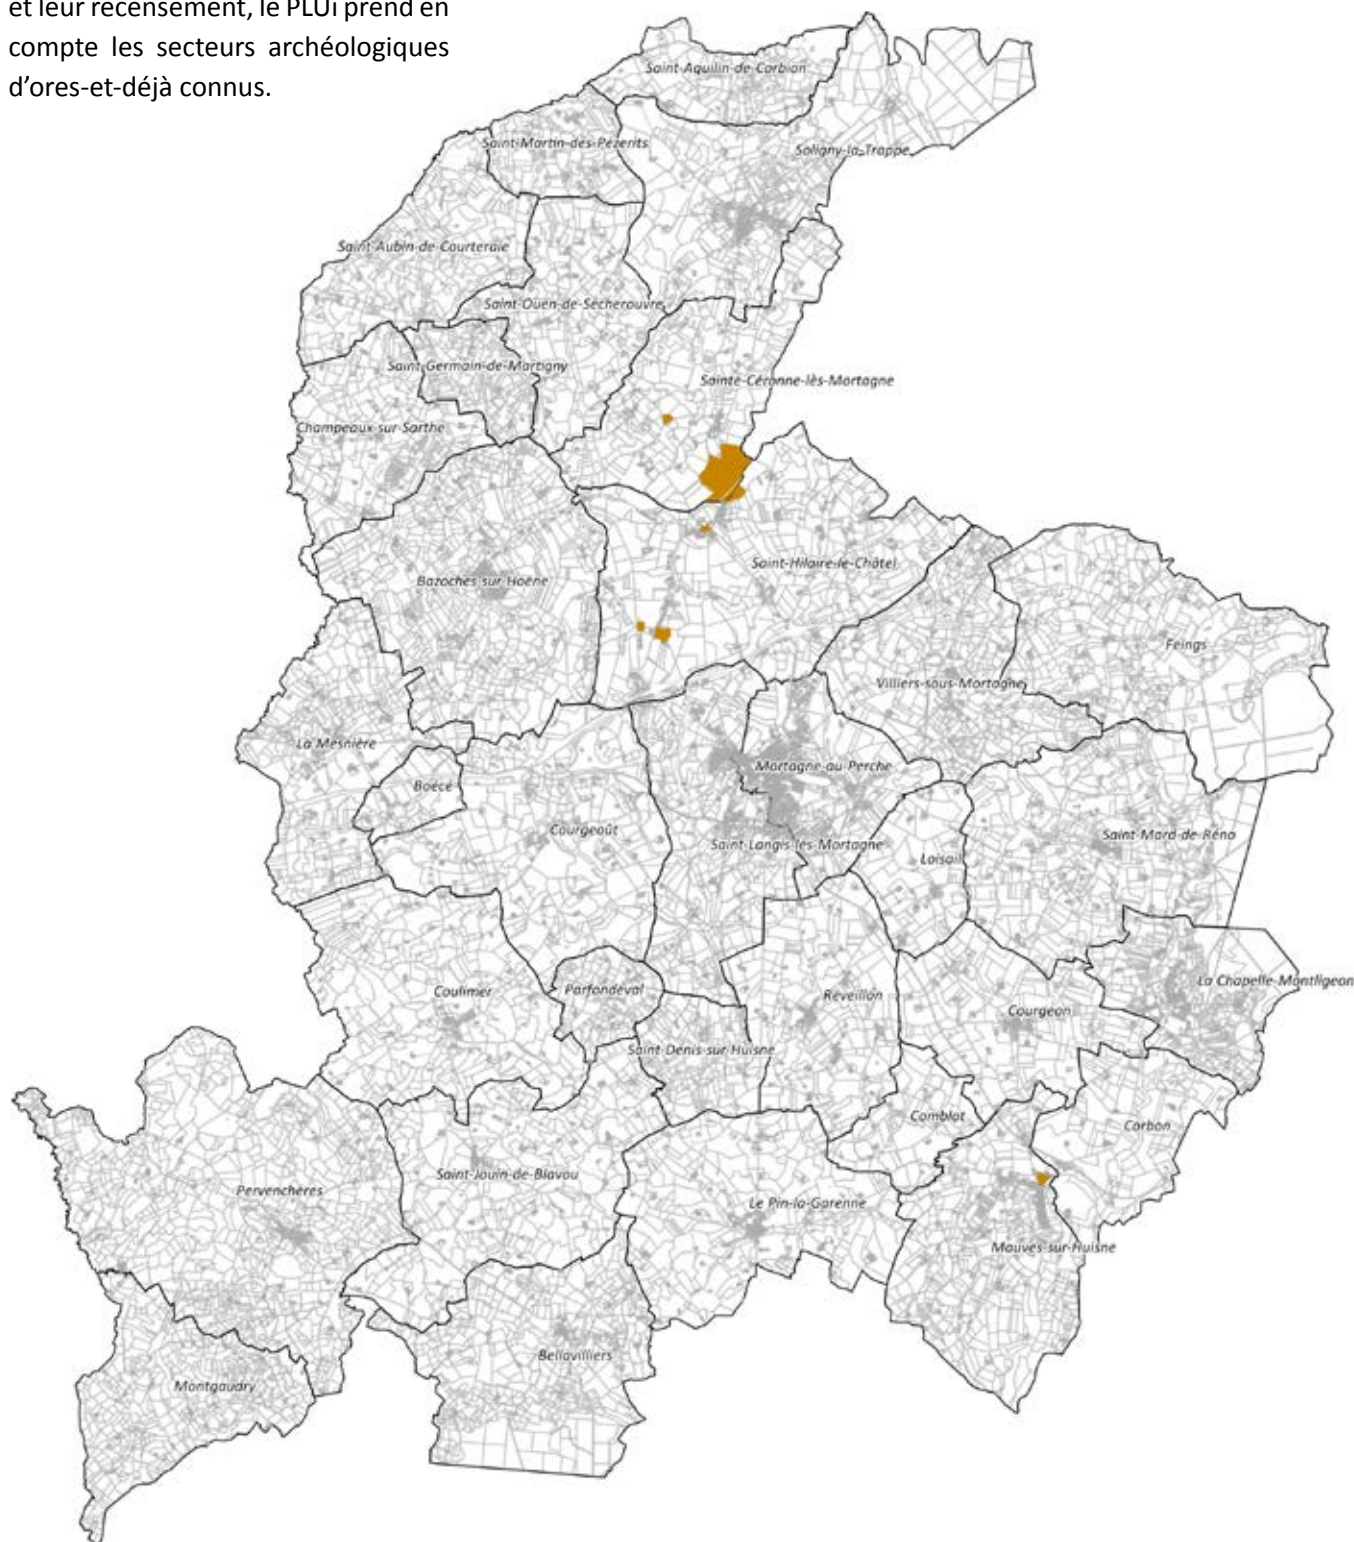 et leur recensement, le PLUi prend en
compte les secteurs archéologiques
d'ores-et-déjà connus.
Saint-Aquilin-de-Corbion
Saint-Martin-des-Pézerits
Soligny-la-Trappe
Saint-Aubin-de-Courteraie
Saint-Ouen-de-Sécherouvre
Saint-Germain-de-Martigny
Sainte-Céronne-lès-Mortagne
Champeaux-sur-Sarthe
Saint-Hilaire-le-Châtel
Bazoches-sur-Hoëne
Feings
Villiers-sous-Mortagne
La Mesnière
Mortagne-au-Perche
Boëcé
Courgeoût
Saint-Mard-de-Réno
Saint-Langis-lès-Mortagne
Loisail
La Chapelle-Montligeon
Coulimer
Parfondeval
Réveillon
Courgeon
Saint-Denis-sur-Huisne
Comblot
Corbon
Saint-Jouin-de-Blavou
Pervenchères
Le Pin-la-Garenne
Mauves-sur-Huisne
Bellavilliers
Montgaudry